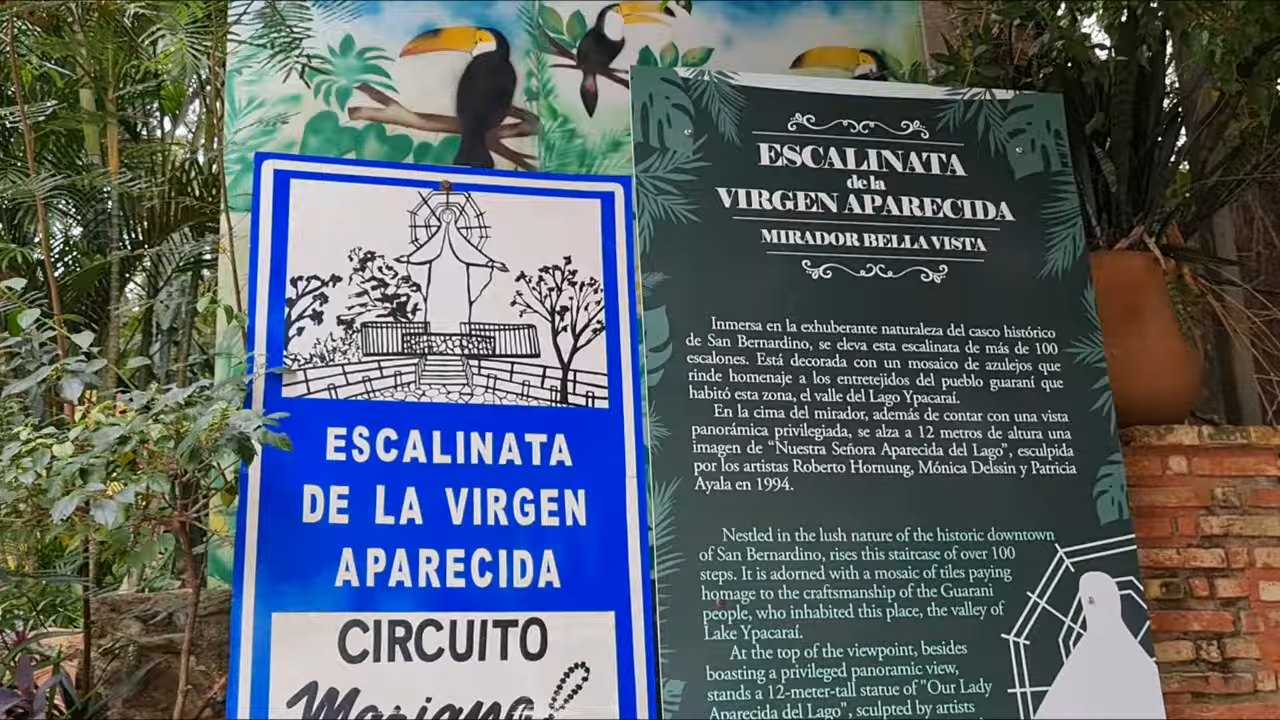 ESCALINATA
DE LA VIRGEN
APARECIDA
CIRCUITO
Mariano
ESCALINATA
de la
VIRGEN APARECIDA
MIRADOR BELLA VISTA
Inmersa en la exhuberante naturaleza del casco histórico
de San Bernardino, se eleva esta escalinata de más de 100
escalones. Está decorada con un mosaico de azulejos que
rinde homenaje a los entretejidos del pueblo guaraní que
habitó esta zona, el valle del Lago Ypacaraí.
En la cima del mirador, además de contar con una vista
panorámica privilegiada, se alza a 12 metros de altura una
imagen de “Nuestra Señora Aparecida del Lago”, esculpida
por los artistas Roberto Hornung, Mónica Delssin y Patricia
Ayala en 1994.
Nestled in the lush nature of the historic downtown
of San Bernardino, rises this staircase of over 100
steps. It is adorned with a mosaic of tiles paying
homage to the craftsmanship of the Guarani
people, who inhabited this place, the valley of
Lake Ypacaraí.
At the top of the viewpoint, besides
boasting a privileged panoramic view,
stands a 12-meter-tall statue of "Our Lady
Aparecida del Lago", sculpted by artists